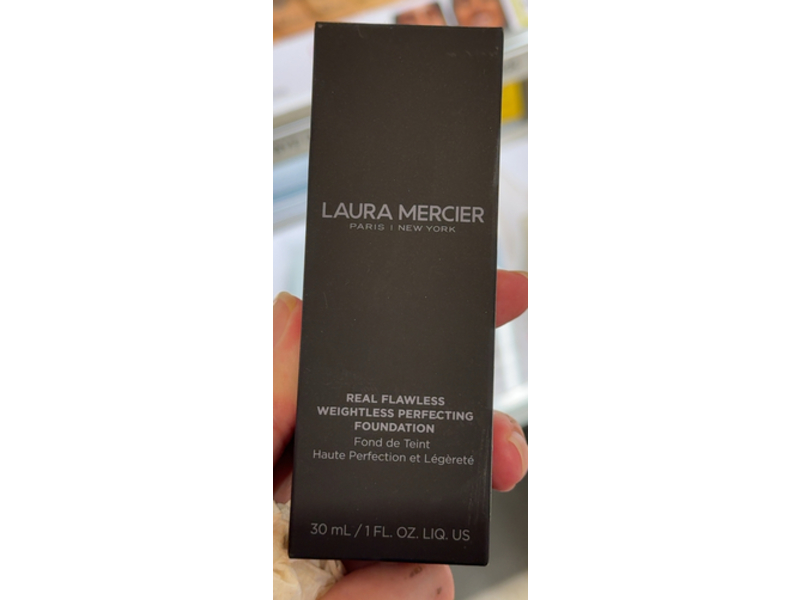 LAURA MERCIER
PARIS | NEW YORK
REAL FLAWLESS
WEIGHTLESS PERFECTING
FOUNDATION
Fond de Teint
Haute Perfection et Légèreté
30 mL / 1 FL. OZ. LIQ. US